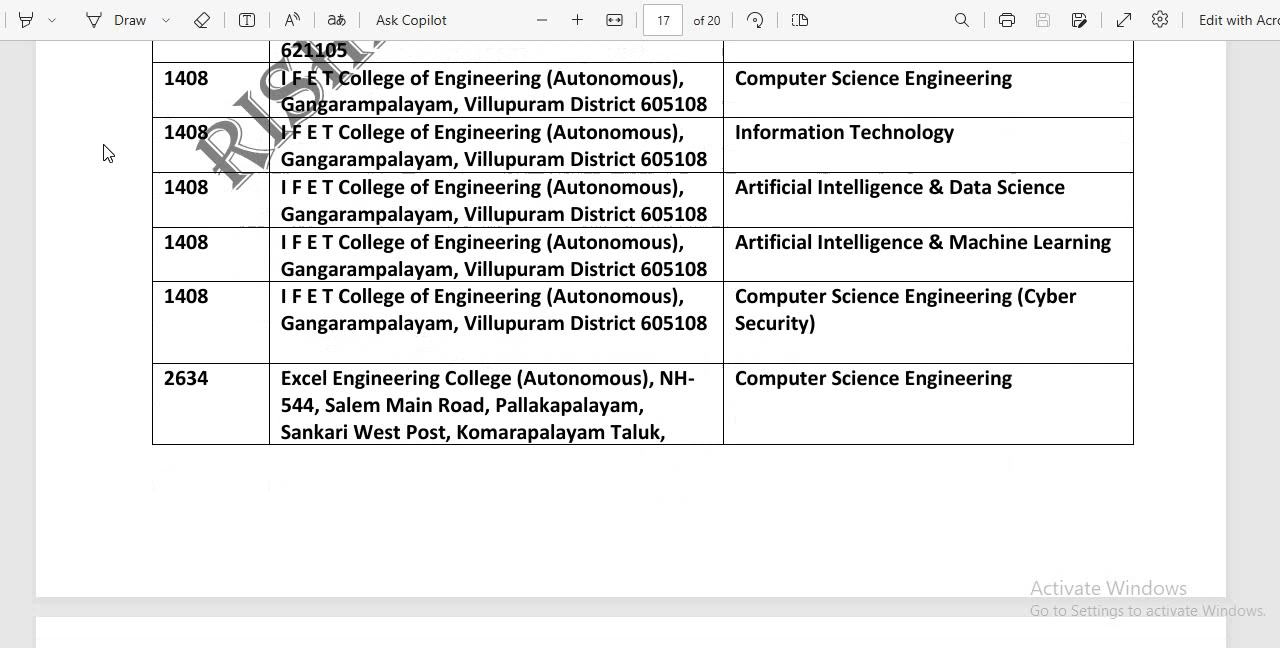 Draw
aあ
Ask Copilot
17
of 20
Edit with Acro
621105
1408
I F E T College of Engineering (Autonomous),
Gangarampalayam, Villupuram District 605108
Computer Science Engineering
1408
I F E T College of Engineering (Autonomous),
Gangarampalayam, Villupuram District 605108
Information Technology
1408
I F E T College of Engineering (Autonomous),
Gangarampalayam, Villupuram District 605108
Artificial Intelligence & Data Science
1408
I F E T College of Engineering (Autonomous),
Gangarampalayam, Villupuram District 605108
Artificial Intelligence & Machine Learning
1408
I F E T College of Engineering (Autonomous),
Gangarampalayam, Villupuram District 605108
Computer Science Engineering (Cyber
Security)
2634
Excel Engineering College (Autonomous), NH-
544, Salem Main Road, Pallakapalayam,
Sankari West Post, Komarapalayam Taluk,
Computer Science Engineering
RISH
Activate Windows
Go to Settings to activate Windows.